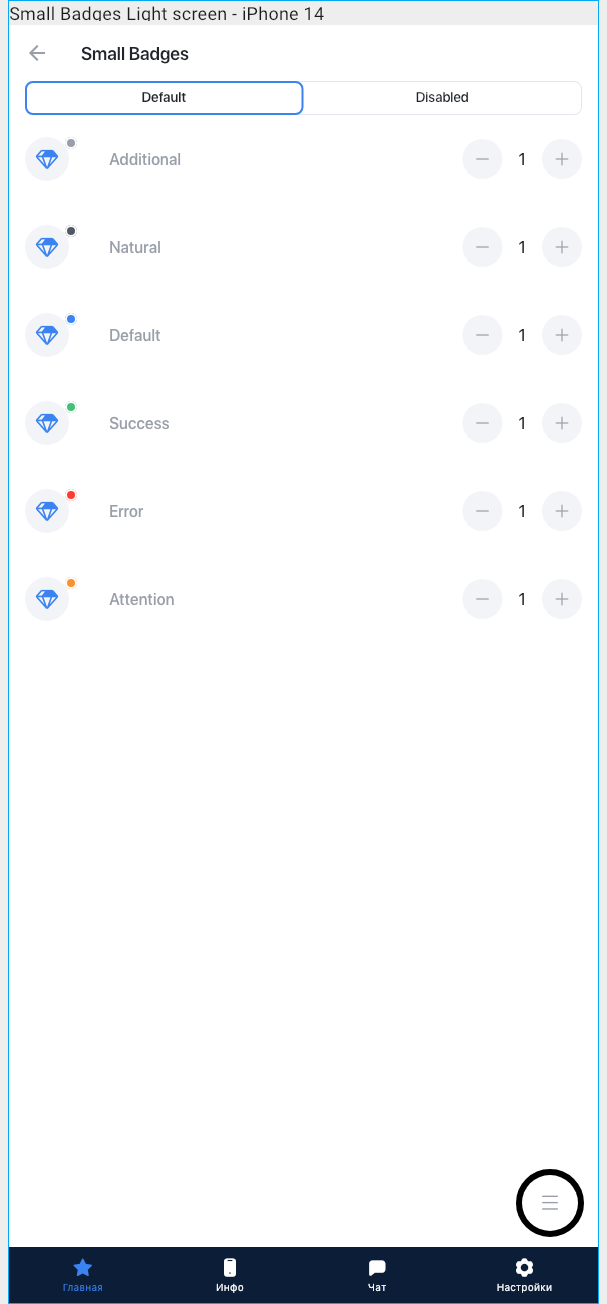 Small Badges Light screen - iPhone 14
Small Badges
Default Disabled
Additional 1
Natural 1
Default 1
Success 1
Error 1
Attention 1
Главная Инфо Чат Настройки